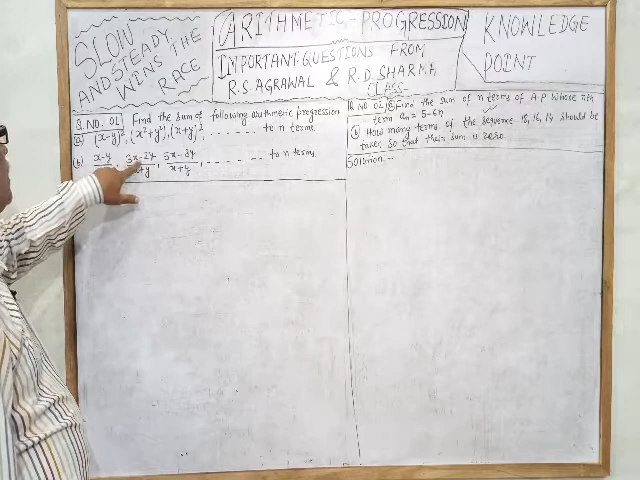 SLOW
AND STEADY
WINS THE
RACE
ARITHMETIC-PROGRESSION
IMPORTANT-QUESTIONS FROM
R.S AGRAWAL & R.D SHARMA
CLASS
KNOWLEDGE
POINT
Q.NO. 01 Find the sum of following arithmetic progression
(a) (x-y)², (x²+y²), (x+y)², ........ to n term.
(b) x-y, 3x-2y, 5x-3y, ........ to n terms
x+y x+y
Q.NO 02 (a) Find the sum of n terms of A.P whose nth
term an = 5-6n
(b) How many terms of the sequence 18, 16, 14 should be
taken so that their sum is zero
Solution:-